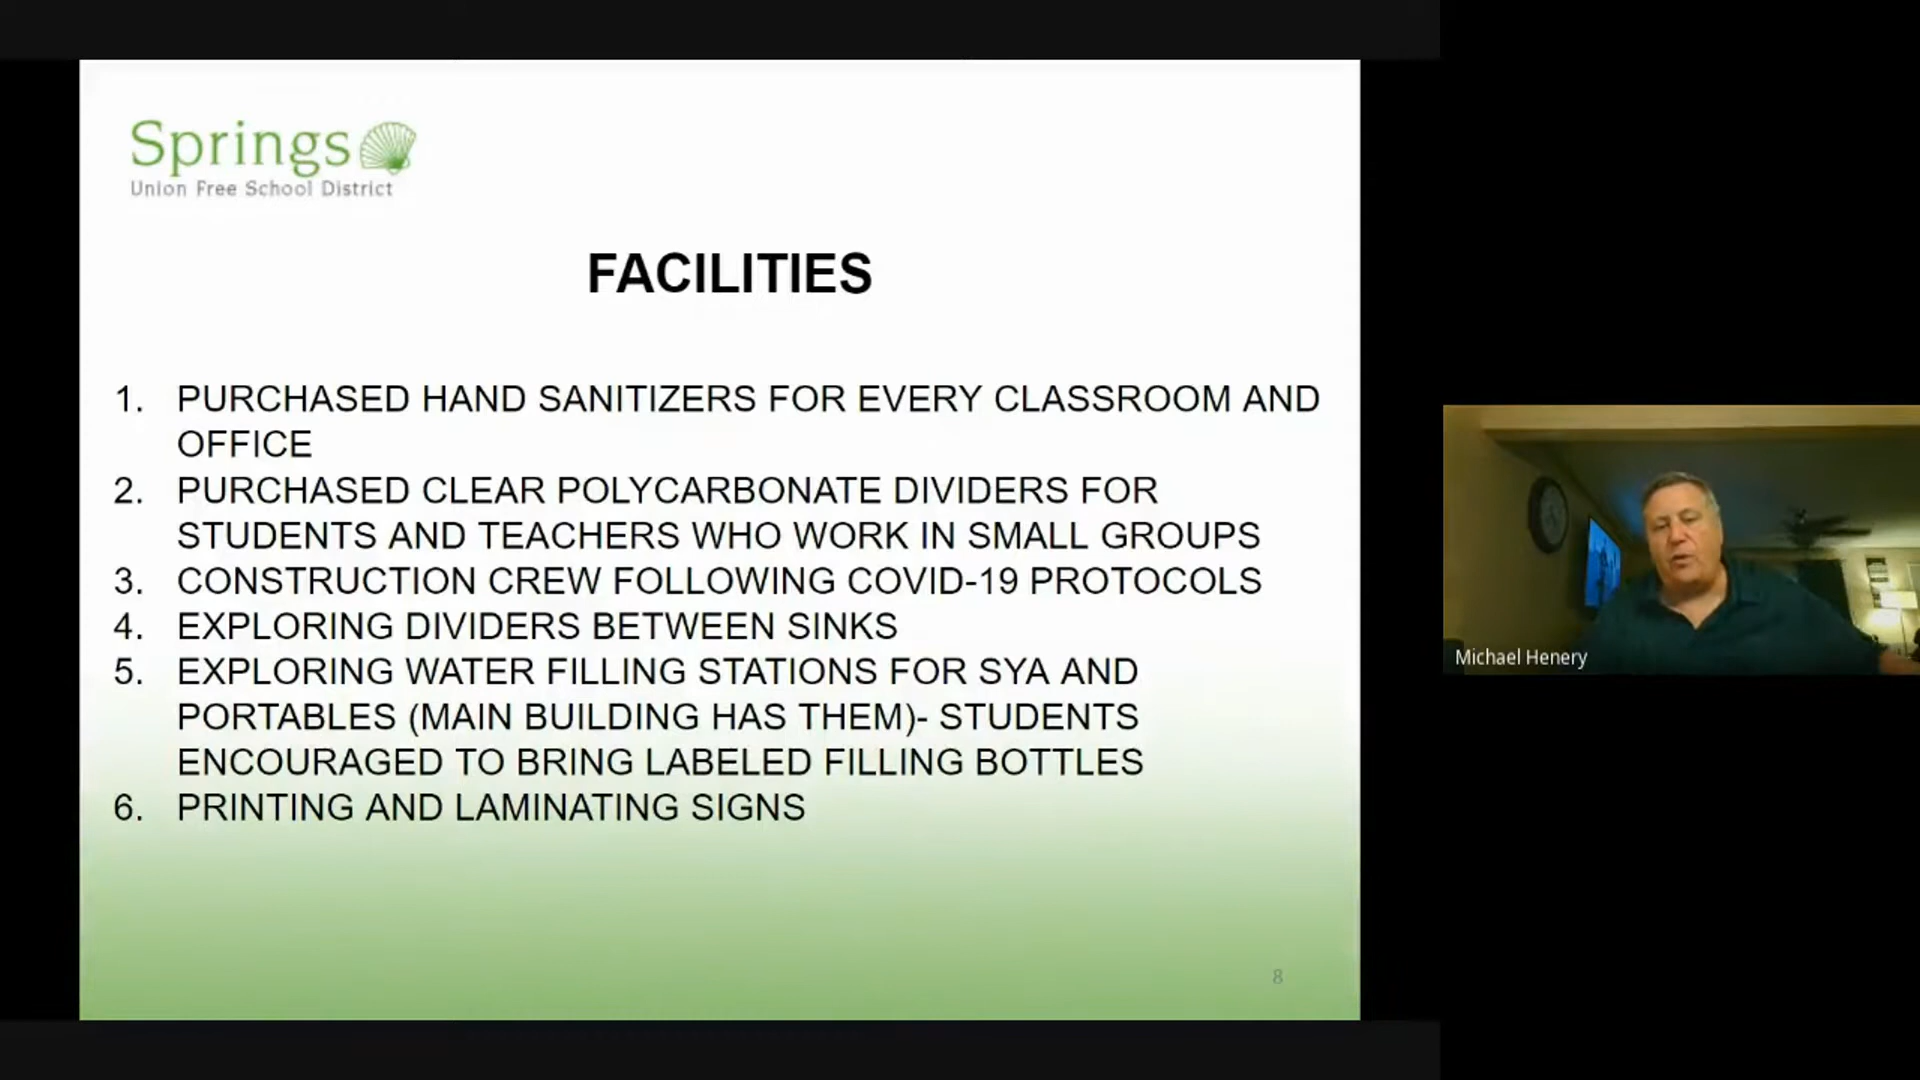 Springs
Union Free School District
FACILITIES
1. PURCHASED HAND SANITIZERS FOR EVERY CLASSROOM AND
OFFICE
2. PURCHASED CLEAR POLYCARBONATE DIVIDERS FOR
STUDENTS AND TEACHERS WHO WORK IN SMALL GROUPS
3. CONSTRUCTION CREW FOLLOWING COVID-19 PROTOCOLS
4. EXPLORING DIVIDERS BETWEEN SINKS
5. EXPLORING WATER FILLING STATIONS FOR SYA AND
PORTABLES (MAIN BUILDING HAS THEM)- STUDENTS
ENCOURAGED TO BRING LABELED FILLING BOTTLES
6. PRINTING AND LAMINATING SIGNS
8
Michael Henery